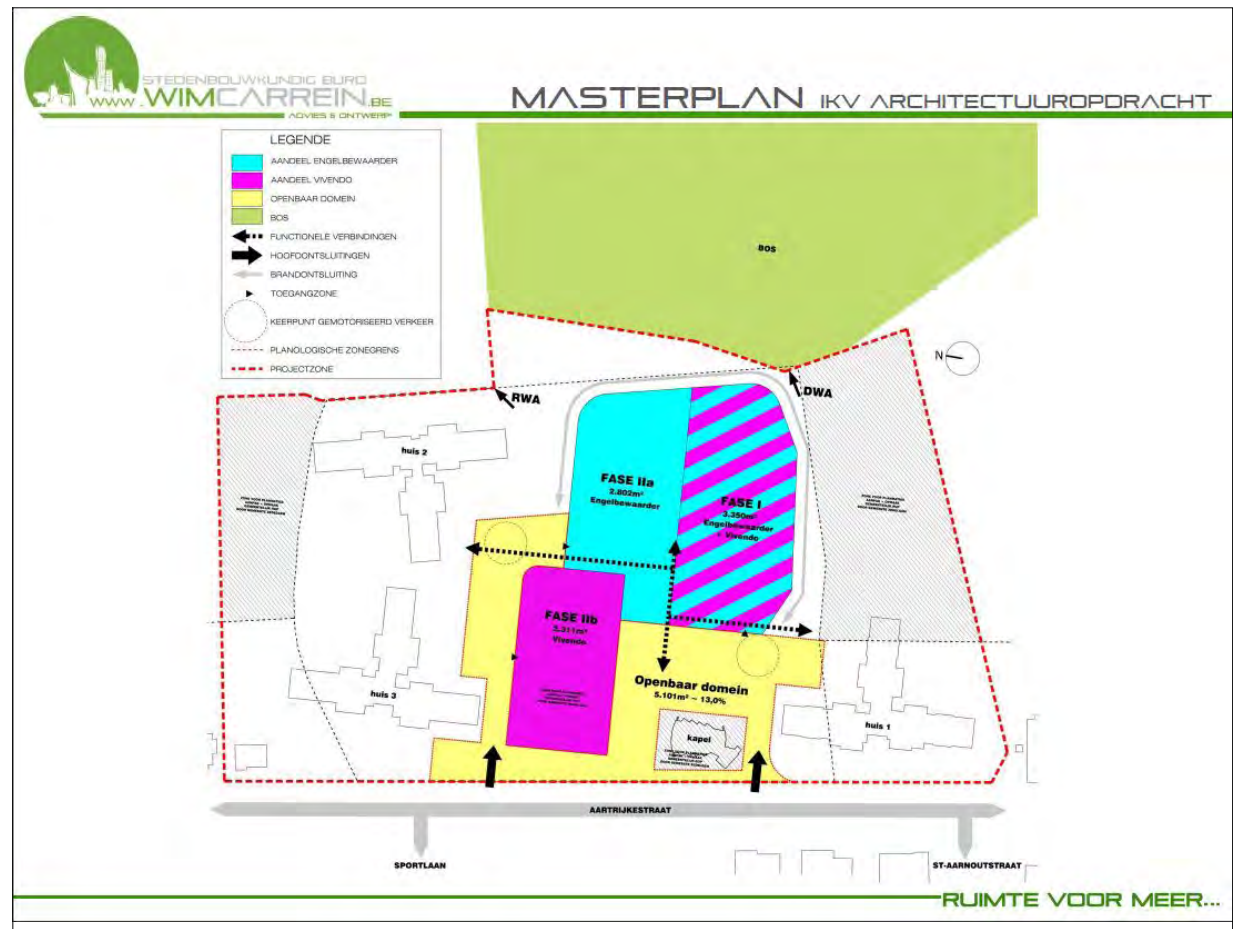 STEDENBOUWKUNDIG BURO
WWW.WIMCARREIN.BE
ADVIES & ONTWERP
MASTERPLAN IKV ARCHITECTUUROPDRACHT
LEGENDE
AANDEEL ENGELBEWAARDER
AANDEEL VIVENDO
OPENBAAR DOMEIN
BOS
FUNCTIONELE VERBINDINGEN
HOOFDONTSLUITINGEN
BRANDONTSLUITING
TOEGANGZONE
KEERPUNT GEMOTORISEERD VERKEER
PLANOLOGISCHE ZONEGRENS
PROJECTZONE
BOS
N
RWA
DWA
huis 2
FASE IIa
2.802m²
Engelbewaarder
FASE I
3.350m²
Engelbewaarder
+ Vivendo
FASE IIb
Vivendo
huis 3
Openbaar domein
5.101m² – 13,0%
kapel
huis 1
AARTRIJKESTRAAT
SPORTLAAN
ST-AARNOUTSTRAAT
RUIMTE VOOR MEER...